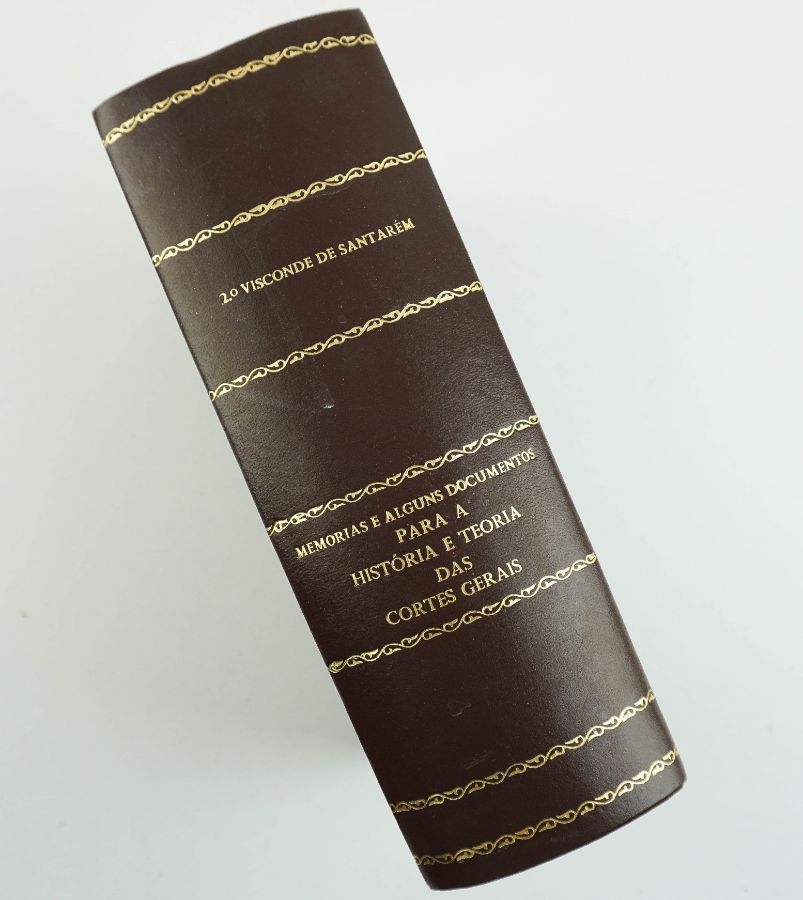 2.º VISCONDE DE SANTARÉM
MEMORIAS E ALGUNS DOCUMENTOS
PARA A
HISTÓRIA E TEORIA
DAS
CORTES GERAIS